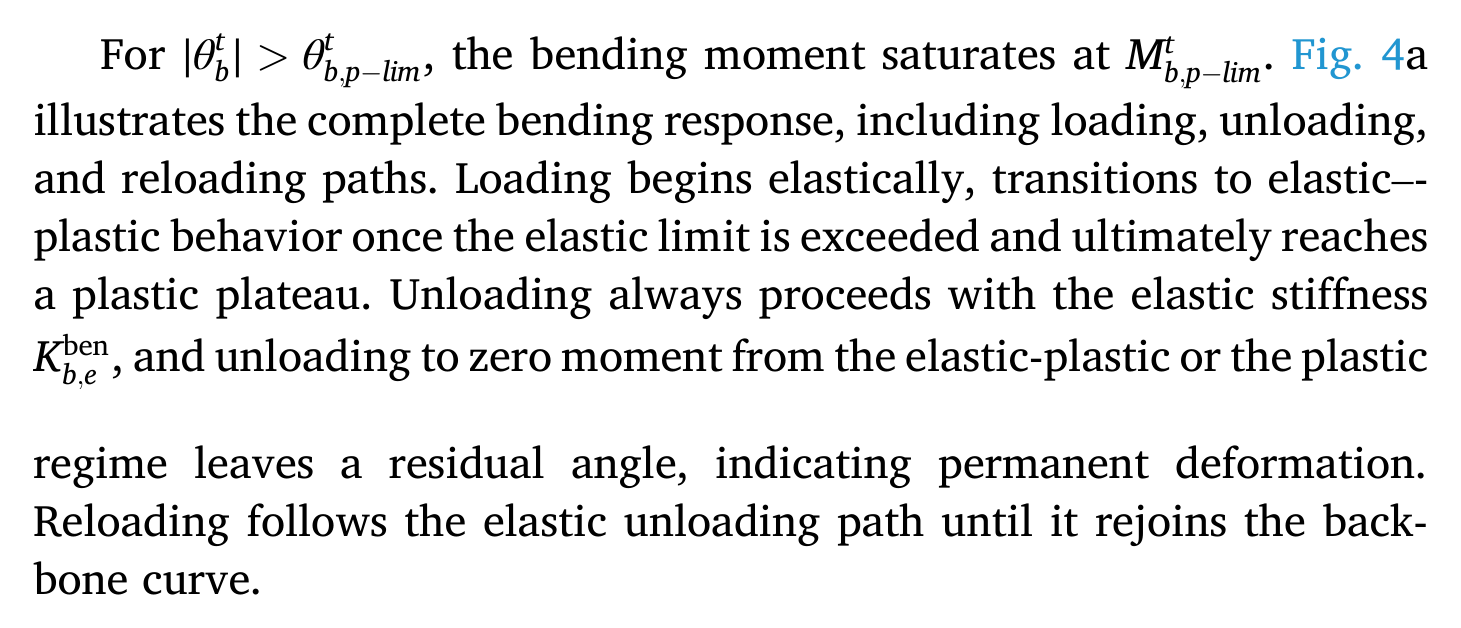 For |θ_b^t| > θ_{b,p−lim}^t, the bending moment saturates at M_{b,p−lim}^t. Fig. 4a
illustrates the complete bending response, including loading, unloading,
and reloading paths. Loading begins elastically, transitions to elastic–-
plastic behavior once the elastic limit is exceeded and ultimately reaches
a plastic plateau. Unloading always proceeds with the elastic stiffness
K_{b,e}^{ben}, and unloading to zero moment from the elastic-plastic or the plastic
regime leaves a residual angle, indicating permanent deformation.
Reloading follows the elastic unloading path until it rejoins the back-
bone curve.